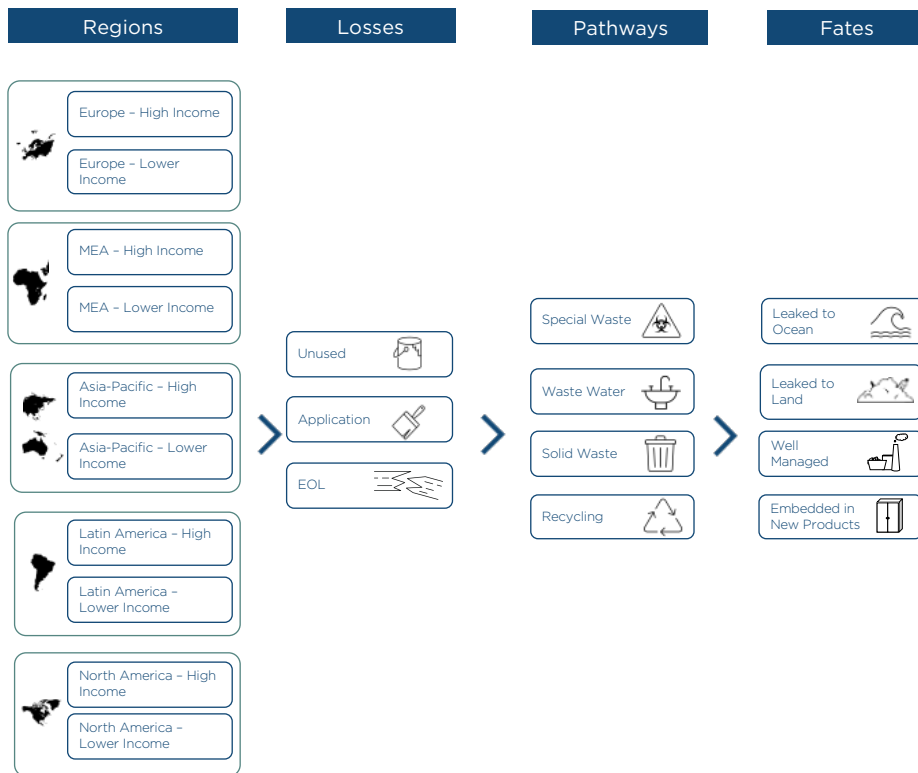 Regions
Losses
Pathways
Fates
Europe – High Income
Europe – Lower
Income
MEA – High Income
MEA – Lower Income
Asia-Pacific – High
Income
Asia-Pacific – Lower
Income
Latin America – High
Income
Latin America –
Lower Income
North America – High
Income
North America –
Lower Income
Unused
Application
EOL
Special Waste
Waste Water
Solid Waste
Recycling
Leaked to
Ocean
Leaked to
Land
Well
Managed
Embedded in
New Products